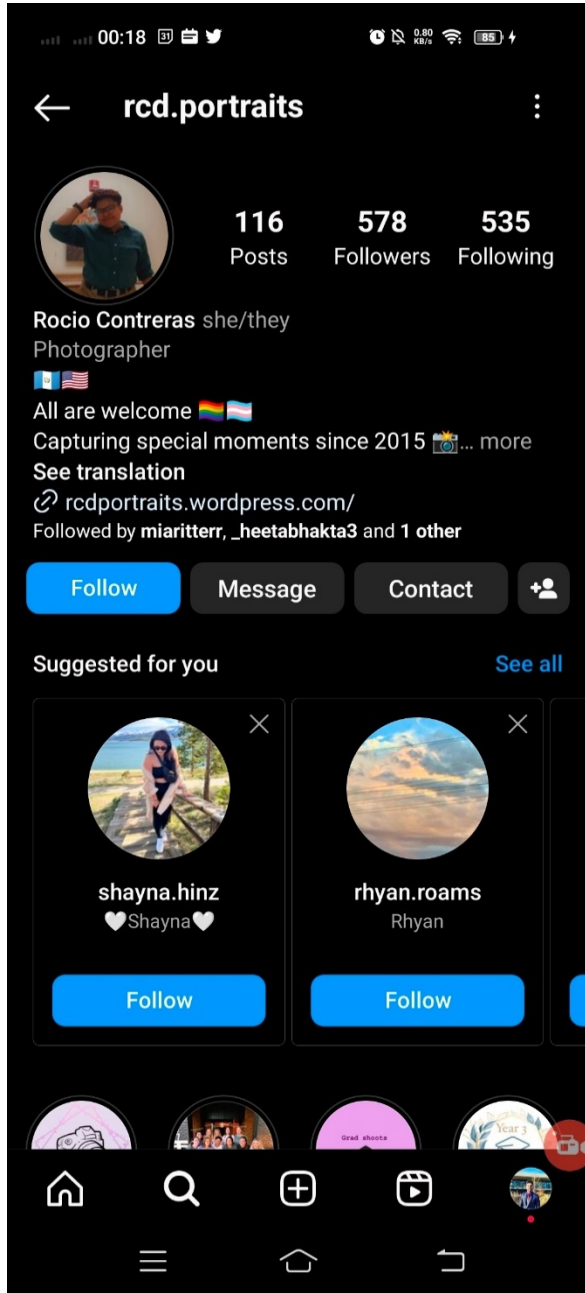 00:18 31 0.80 KB/s 85
rcd.portraits
116 578 535
Posts Followers Following
Rocio Contreras she/they
Photographer
🇬🇹🇺🇸
All are welcome 🏳️‍🌈🏳️‍⚧️
Capturing special moments since 2015 📸... more
See translation
rcdportraits.wordpress.com/
Followed by miaritterr, _heetabhakta3 and 1 other
Follow Message Contact
Suggested for you See all
shayna.hinz rhyan.roams
🤍Shayna🤍 Rhyan
Follow Follow
Grad shoots Year 3